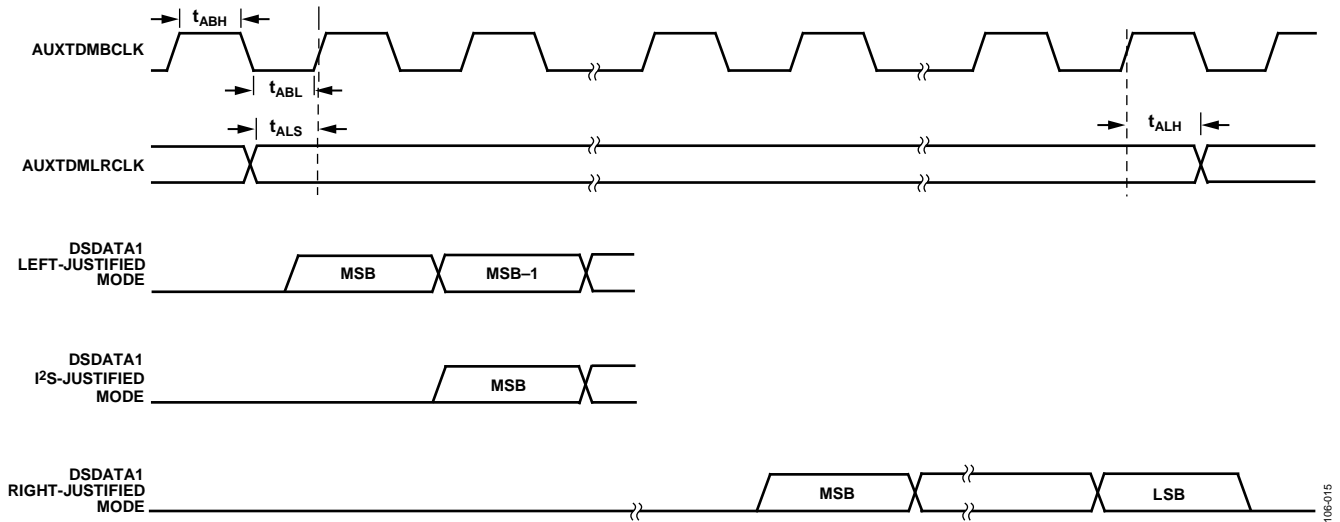 tABH
AUXTDMBCLK
tABL
tALS
tALH
AUXTDMLRCLK
DSDATA1
LEFT-JUSTIFIED
MODE
MSB
MSB–1
DSDATA1
I²S-JUSTIFIED
MODE
MSB
DSDATA1
RIGHT-JUSTIFIED
MODE
MSB
LSB
106-015